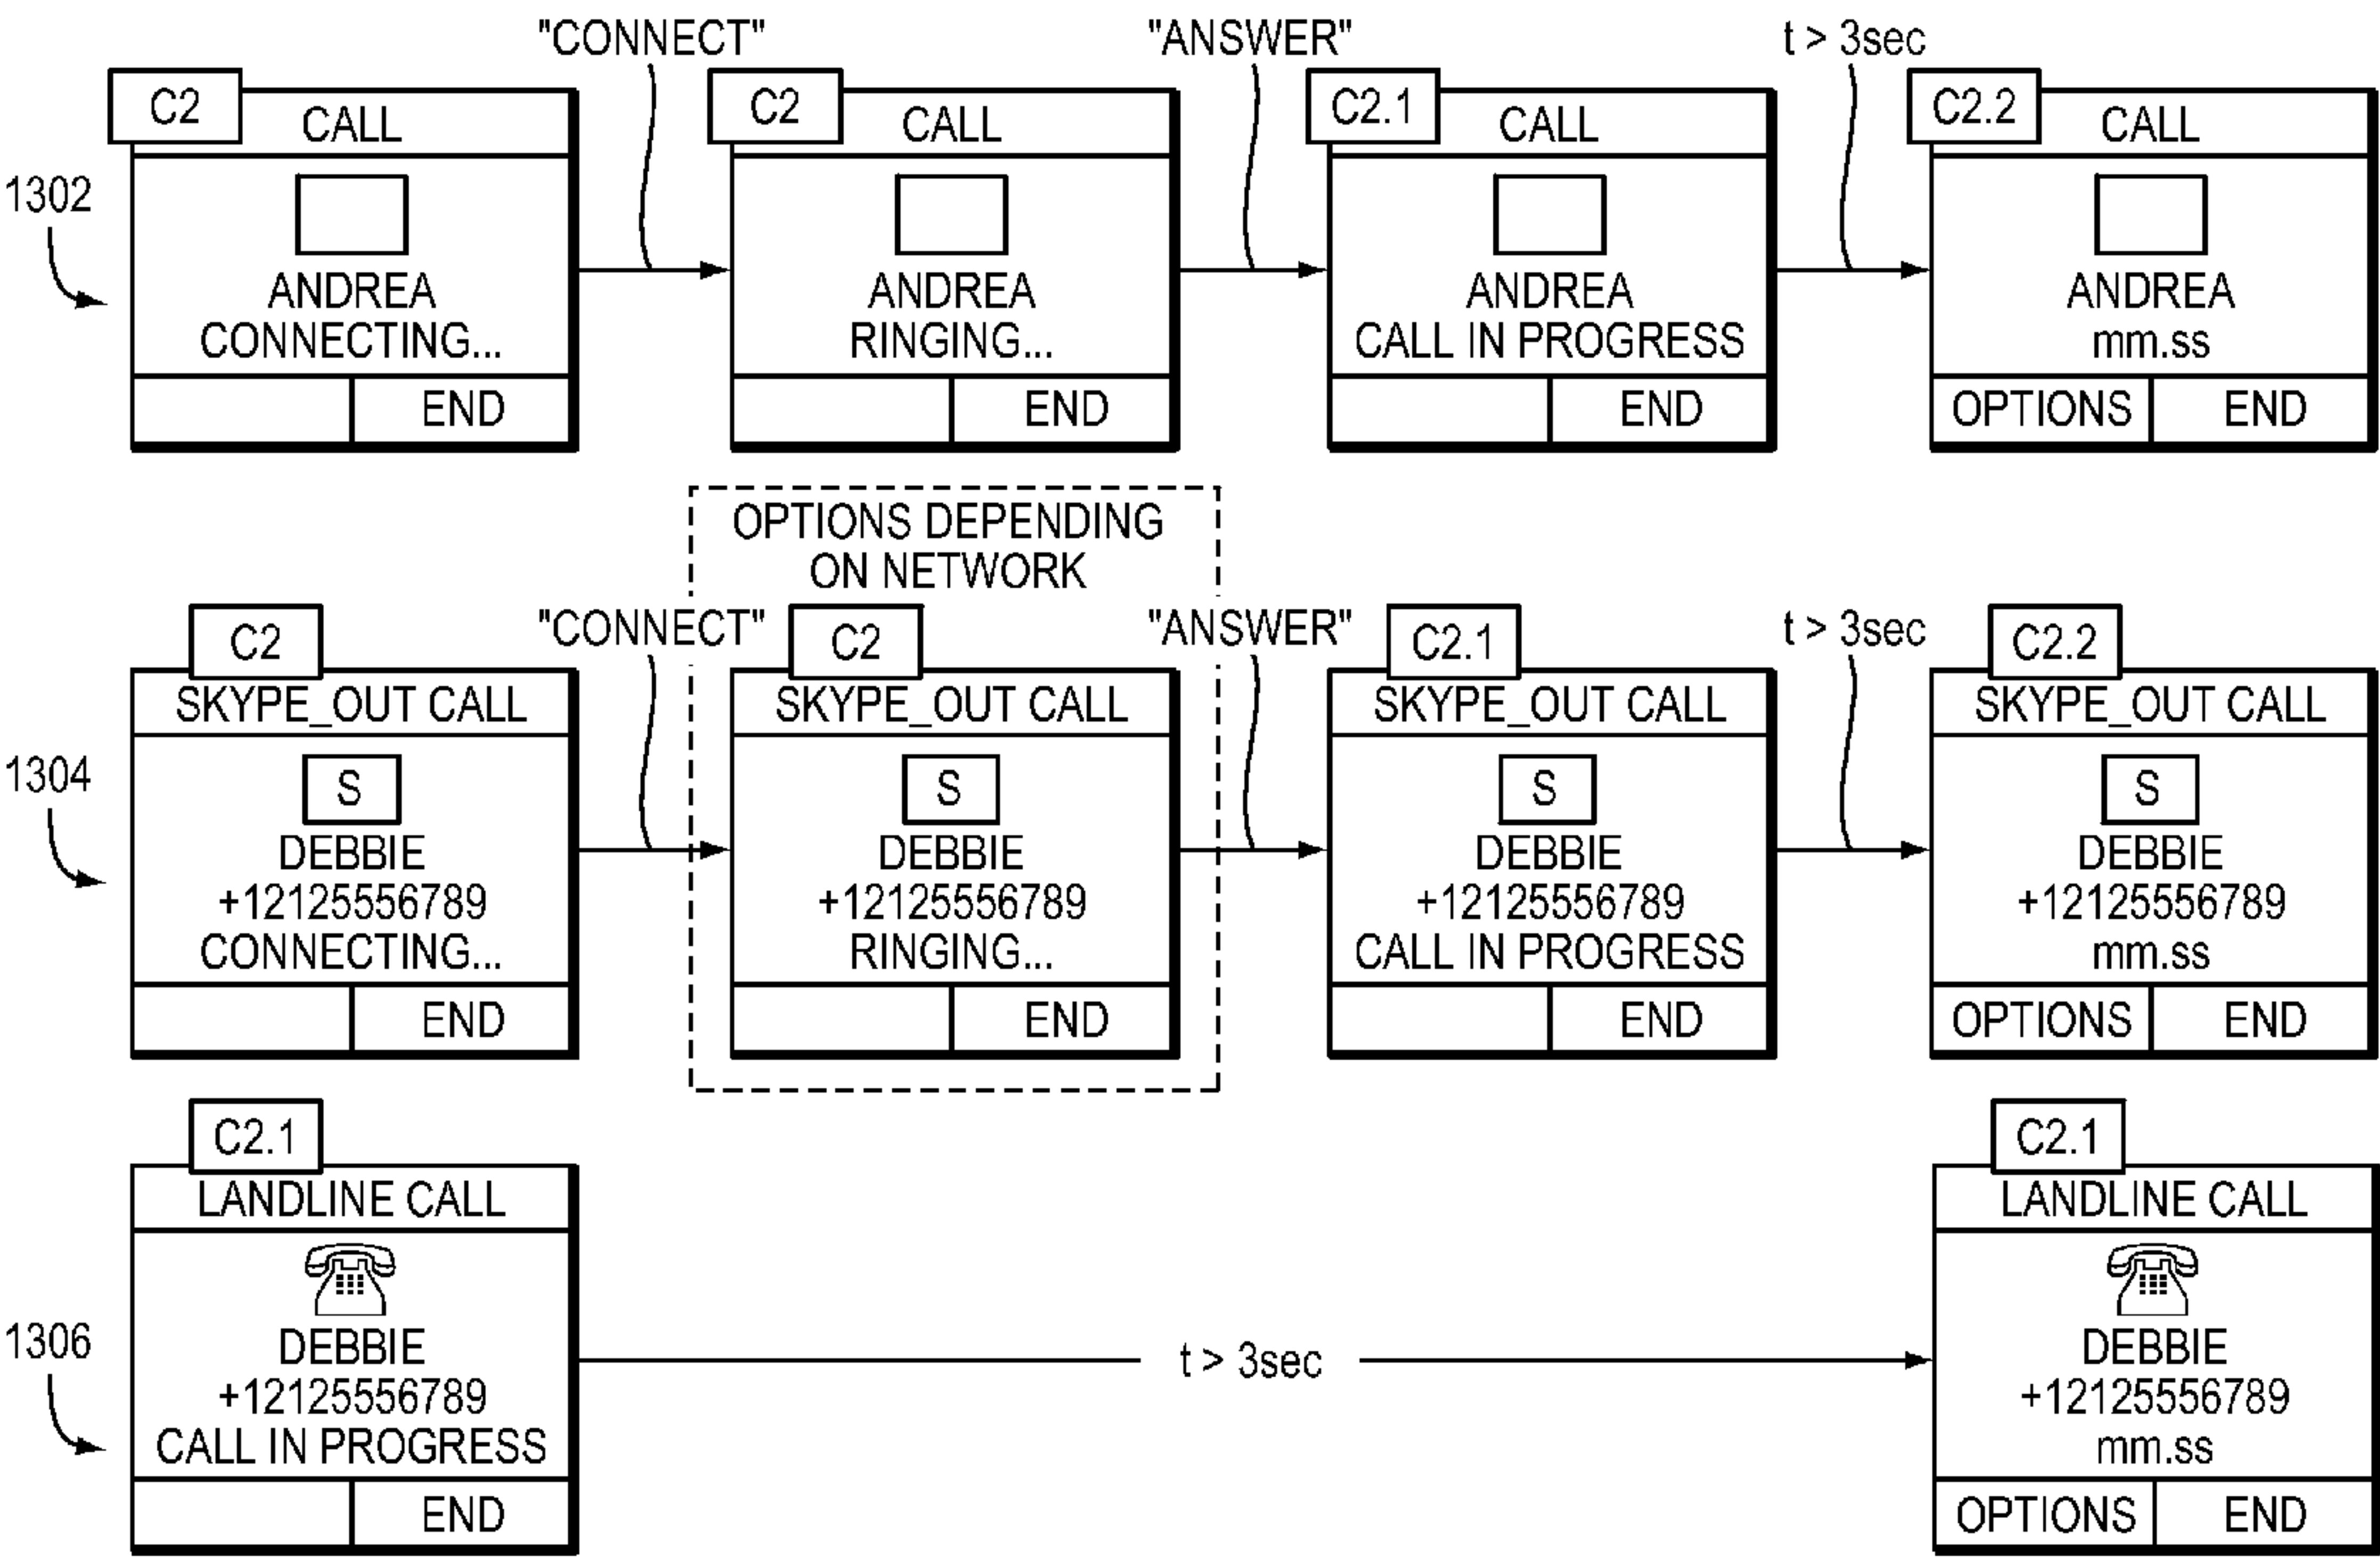 "CONNECT"
"ANSWER"
t > 3sec
1302
C2
CALL
ANDREA
CONNECTING...
END
C2
CALL
ANDREA
RINGING...
END
C2.1
CALL
ANDREA
CALL IN PROGRESS
END
C2.2
CALL
ANDREA
mm.ss
OPTIONS
END
OPTIONS DEPENDING
ON NETWORK
"CONNECT"
"ANSWER"
t > 3sec
1304
C2
SKYPE_OUT CALL
S
DEBBIE
+12125556789
CONNECTING...
END
C2
SKYPE_OUT CALL
S
DEBBIE
+12125556789
RINGING...
END
C2.1
SKYPE_OUT CALL
S
DEBBIE
+12125556789
CALL IN PROGRESS
END
C2.2
SKYPE_OUT CALL
S
DEBBIE
+12125556789
mm.ss
OPTIONS
END
1306
C2.1
LANDLINE CALL
DEBBIE
+12125556789
CALL IN PROGRESS
END
t > 3sec
C2.1
LANDLINE CALL
DEBBIE
+12125556789
mm.ss
OPTIONS
END